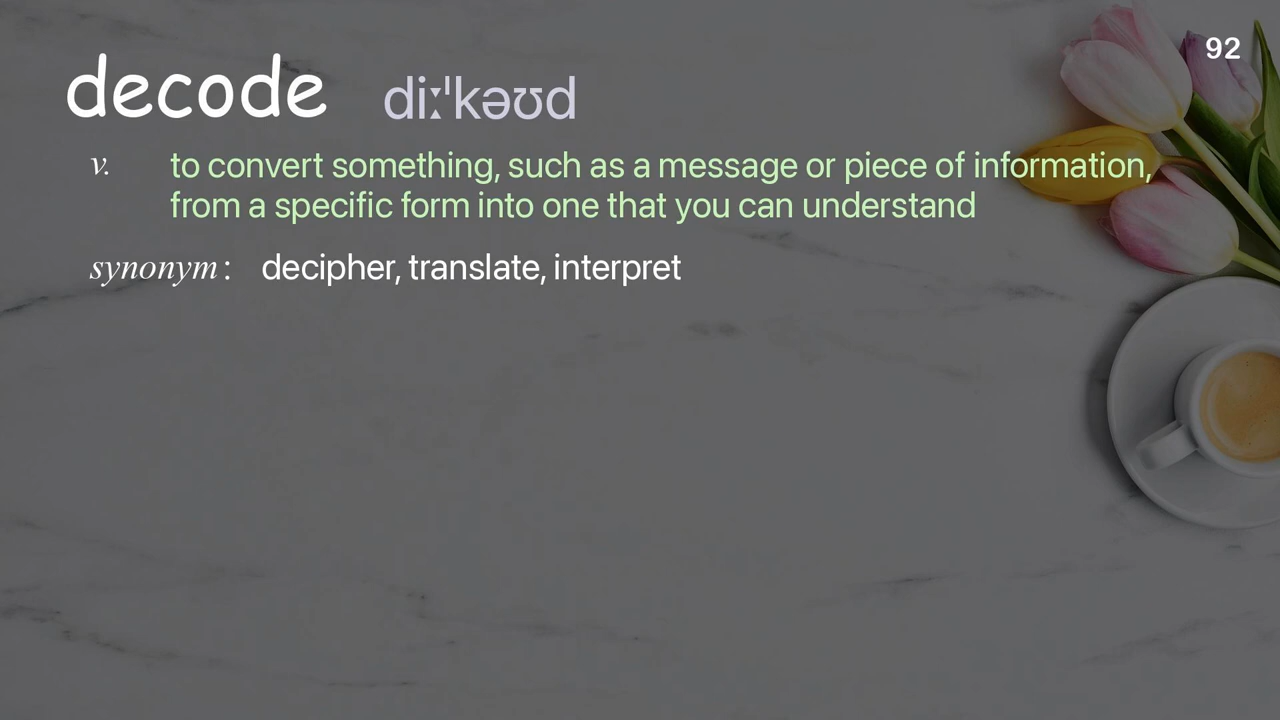 92
decode diːˈkəʊd
v. to convert something, such as a message or piece of information,
from a specific form into one that you can understand
synonym : decipher, translate, interpret